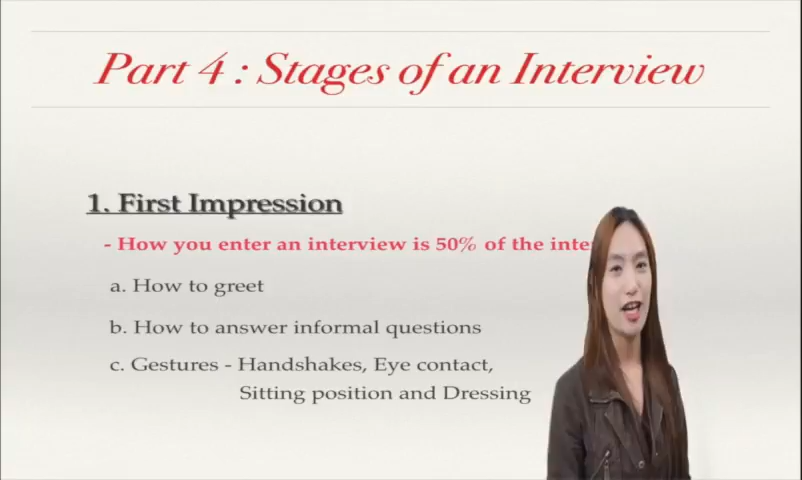 Part 4 : Stages of an Interview
1. First Impression
- How you enter an interview is 50% of the
a. How to greet
b. How to answer informal questions
c. Gestures - Handshakes, Eye contact,
Sitting position and Dressing